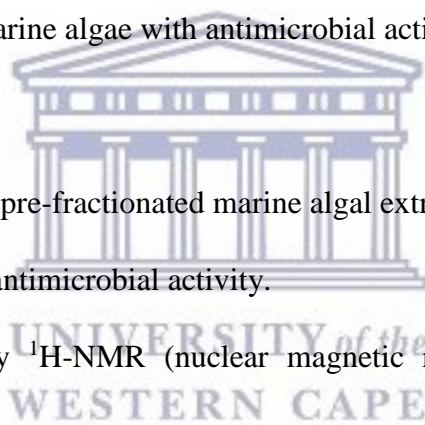 arine algae with antimicrobial acti
pre-fractionated marine algal extr
antimicrobial activity.
UNIVERSITY of the
y ¹H-NMR (nuclear magnetic
WESTERN CAPE